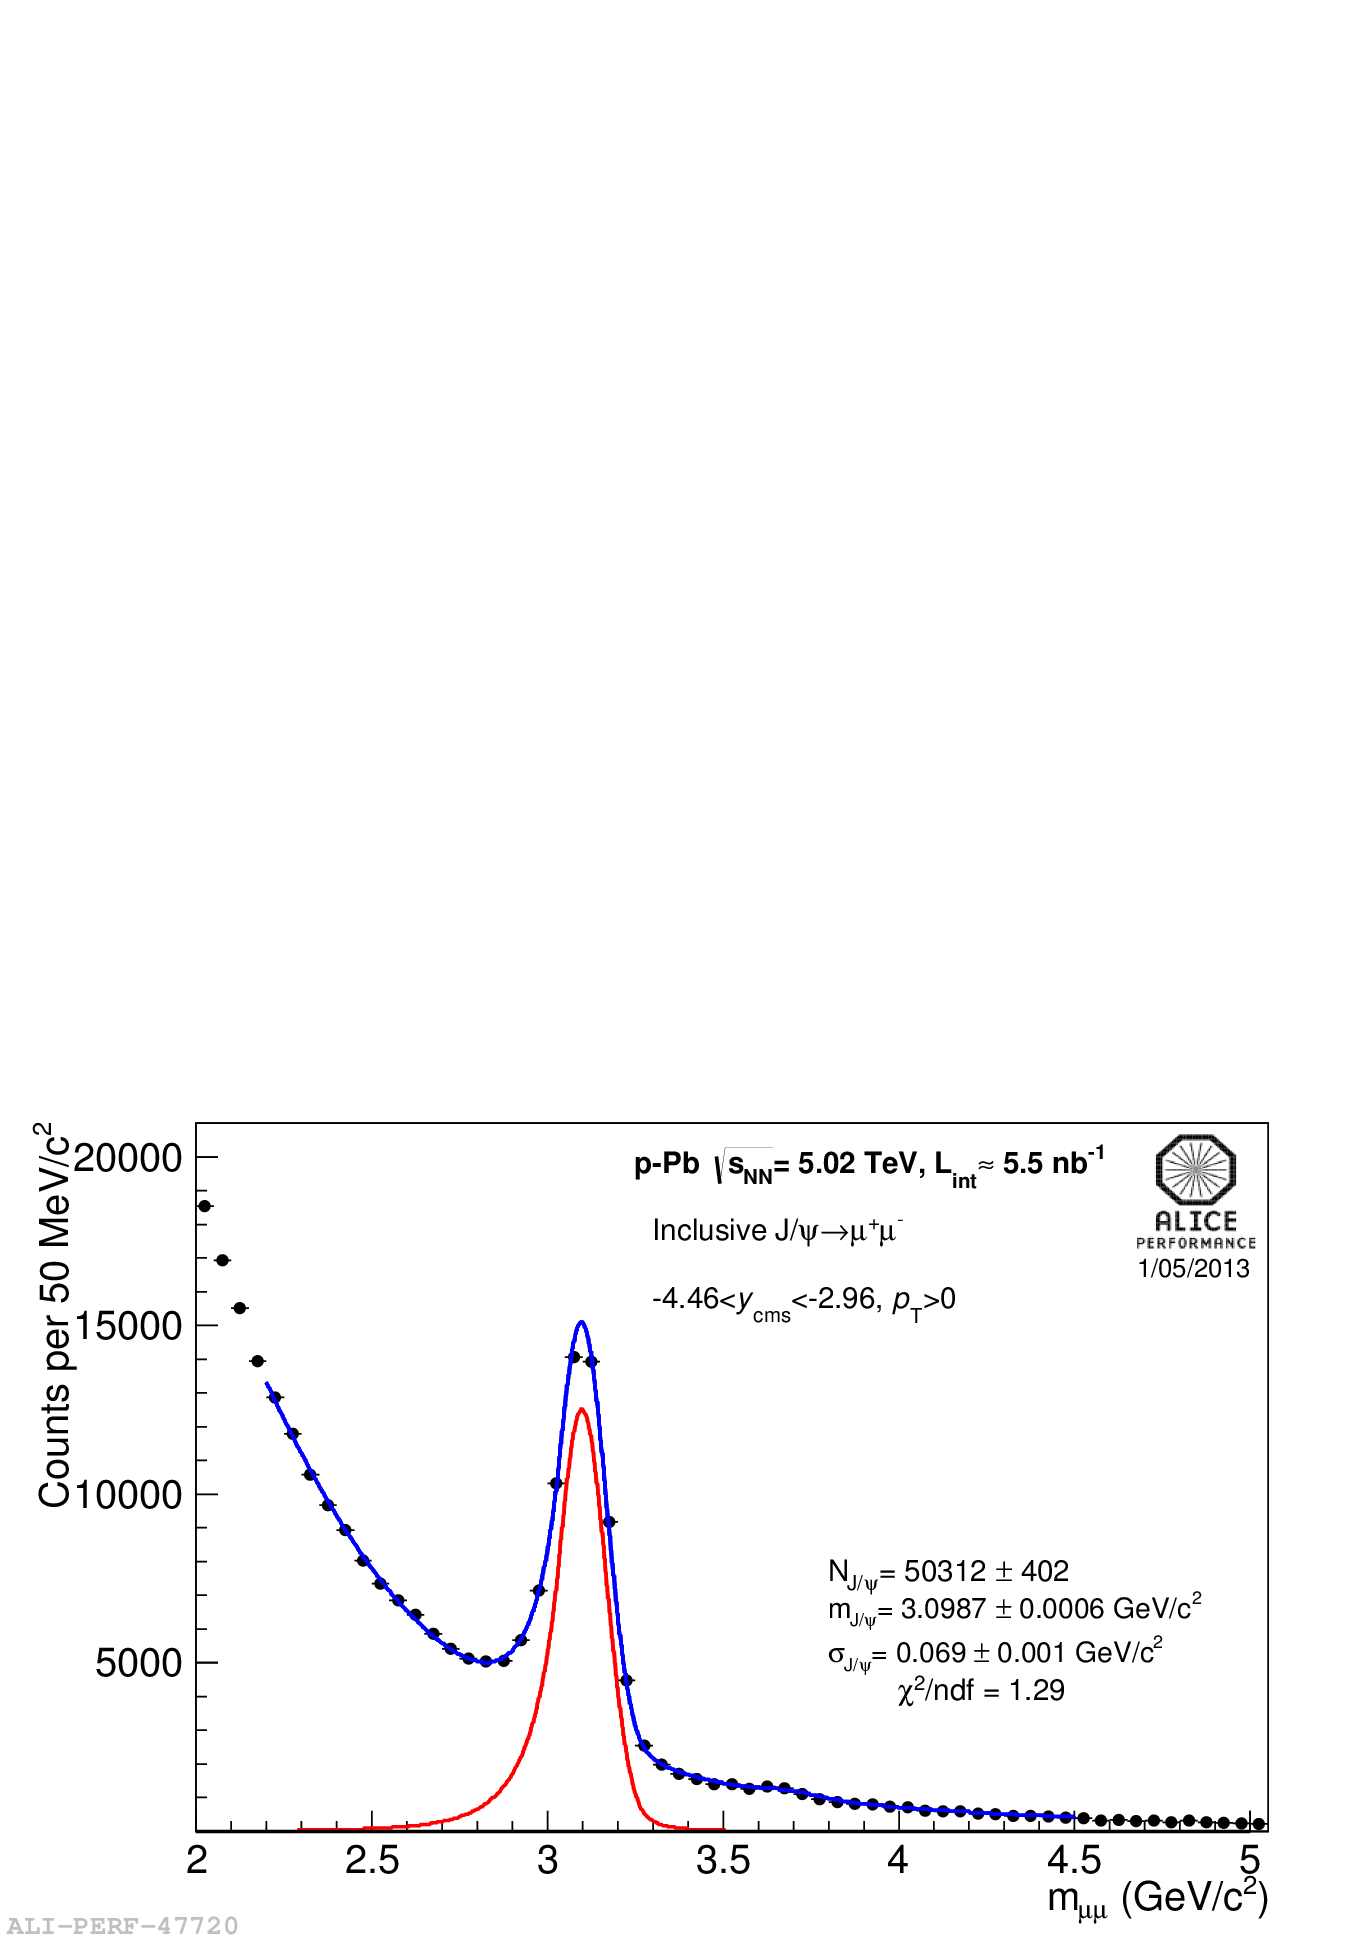 Counts per 50 MeV/c²
20000
15000
10000
5000
p-Pb √sNN= 5.02 TeV, Lint≈ 5.5 nb-1
Inclusive J/ψ→μ+μ-
-4.46<ycms<-2.96, pT>0
ALICE
PERFORMANCE
1/05/2013
NJ/ψ= 50312 ± 402
mJ/ψ= 3.0987 ± 0.0006 GeV/c²
σJ/ψ= 0.069 ± 0.001 GeV/c²
χ²/ndf = 1.29
2 2.5 3 3.5 4 4.5 5
mμμ (GeV/c²)
ALI-PERF-47720